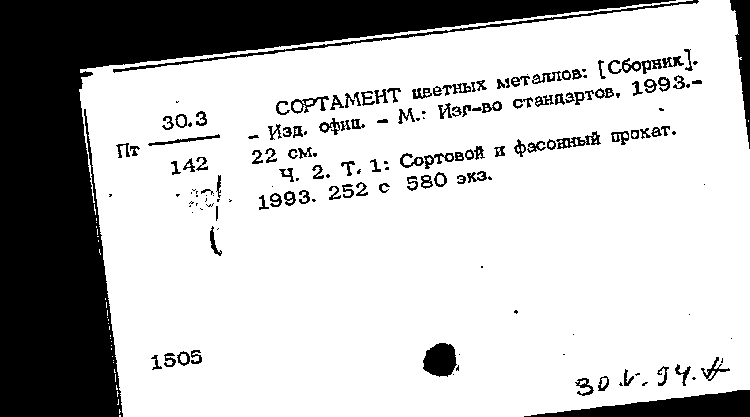 30.3
Пт
142
СОРТАМЕНТ цветных металлов: [Сборник].
- Изд. офиц. - М.: Изд-во стандартов, 1993.-
22 см.
Ч. 2. Т. 1: Сортовой и фасонный прокат.
1993. 252 с 580 экз.
1505
30.V.94.